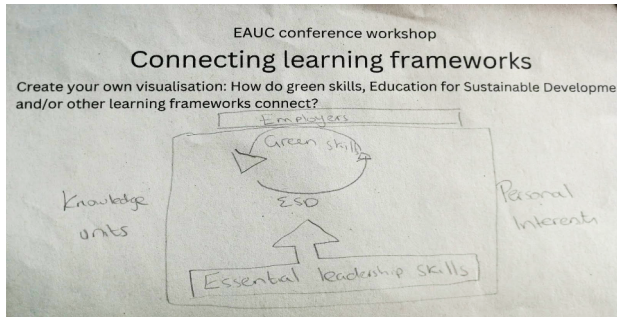 EAUC conference workshop
Connecting learning frameworks
Create your own visualisation: How do green skills, Education for Sustainable Developme
and/or other learning frameworks connect?
Employers
Green skills
Knowledge
units
ESD
Personal
Interests
Essential leadership skills